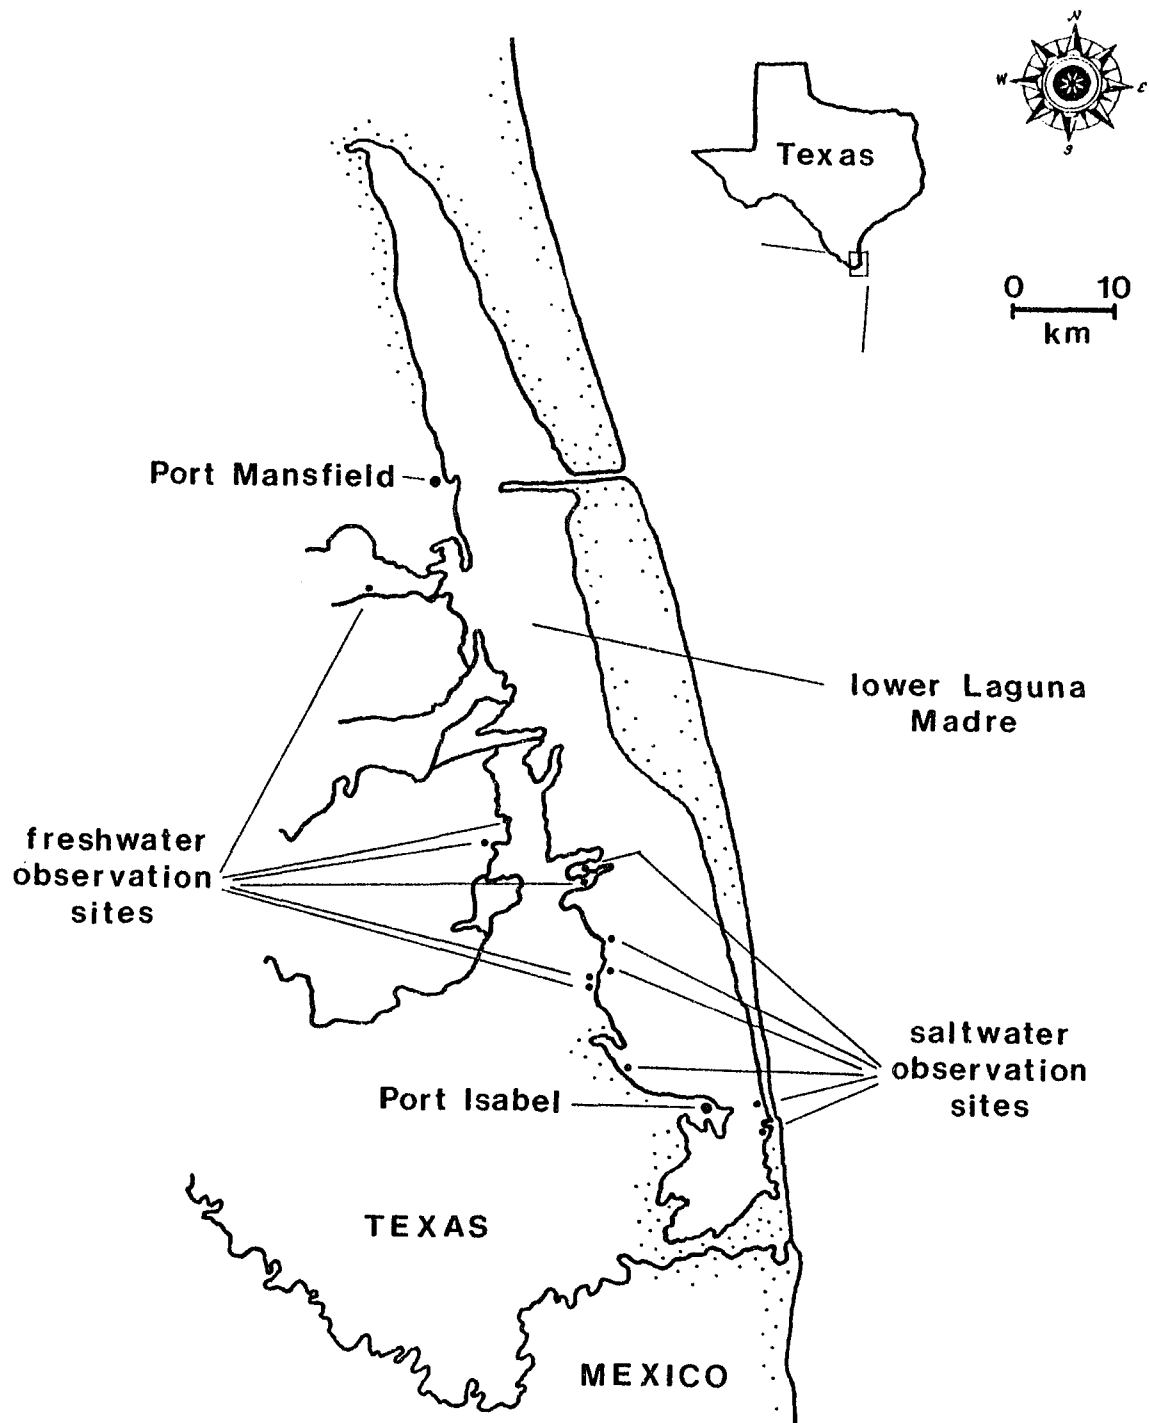 N
W
E
S
Texas
0 10
km
Port Mansfield
lower Laguna
Madre
freshwater
observation
sites
saltwater
observation
sites
Port Isabel
TEXAS
MEXICO